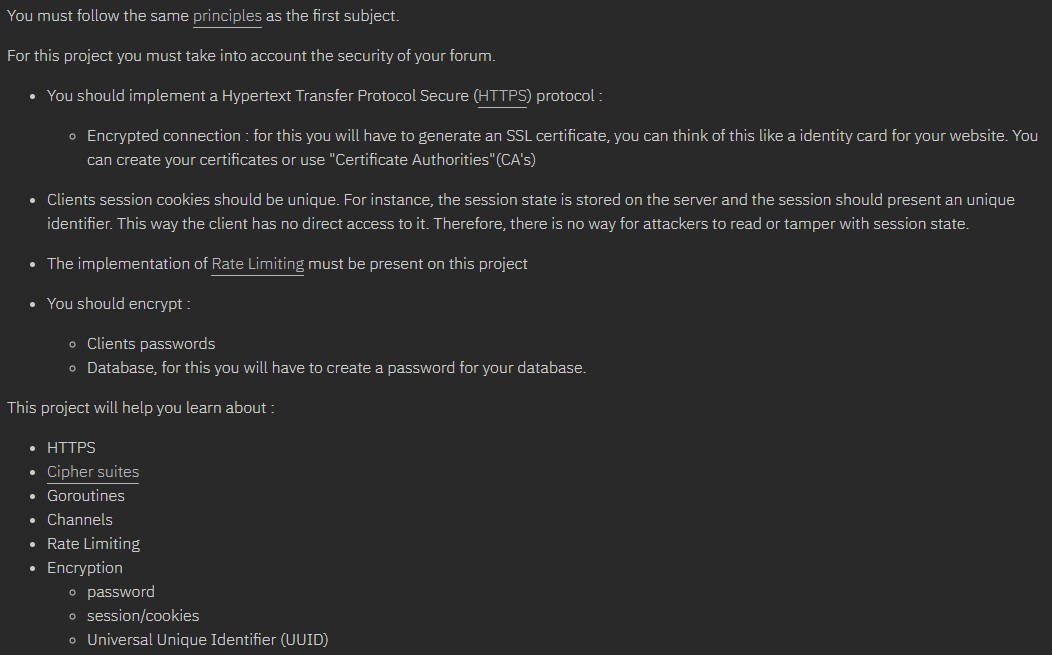 You must follow the same principles as the first subject.
For this project you must take into account the security of your forum.
• You should implement a Hypertext Transfer Protocol Secure (HTTPS) protocol :
◦ Encrypted connection : for this you will have to generate an SSL certificate, you can think of this like a identity card for your website. You
can create your certificates or use "Certificate Authorities"(CA's)
• Clients session cookies should be unique. For instance, the session state is stored on the server and the session should present an unique
identifier. This way the client has no direct access to it. Therefore, there is no way for attackers to read or tamper with session state.
• The implementation of Rate Limiting must be present on this project
• You should encrypt :
◦ Clients passwords
◦ Database, for this you will have to create a password for your database.
This project will help you learn about :
• HTTPS
• Cipher suites
• Goroutines
• Channels
• Rate Limiting
• Encryption
◦ password
◦ session/cookies
◦ Universal Unique Identifier (UUID)